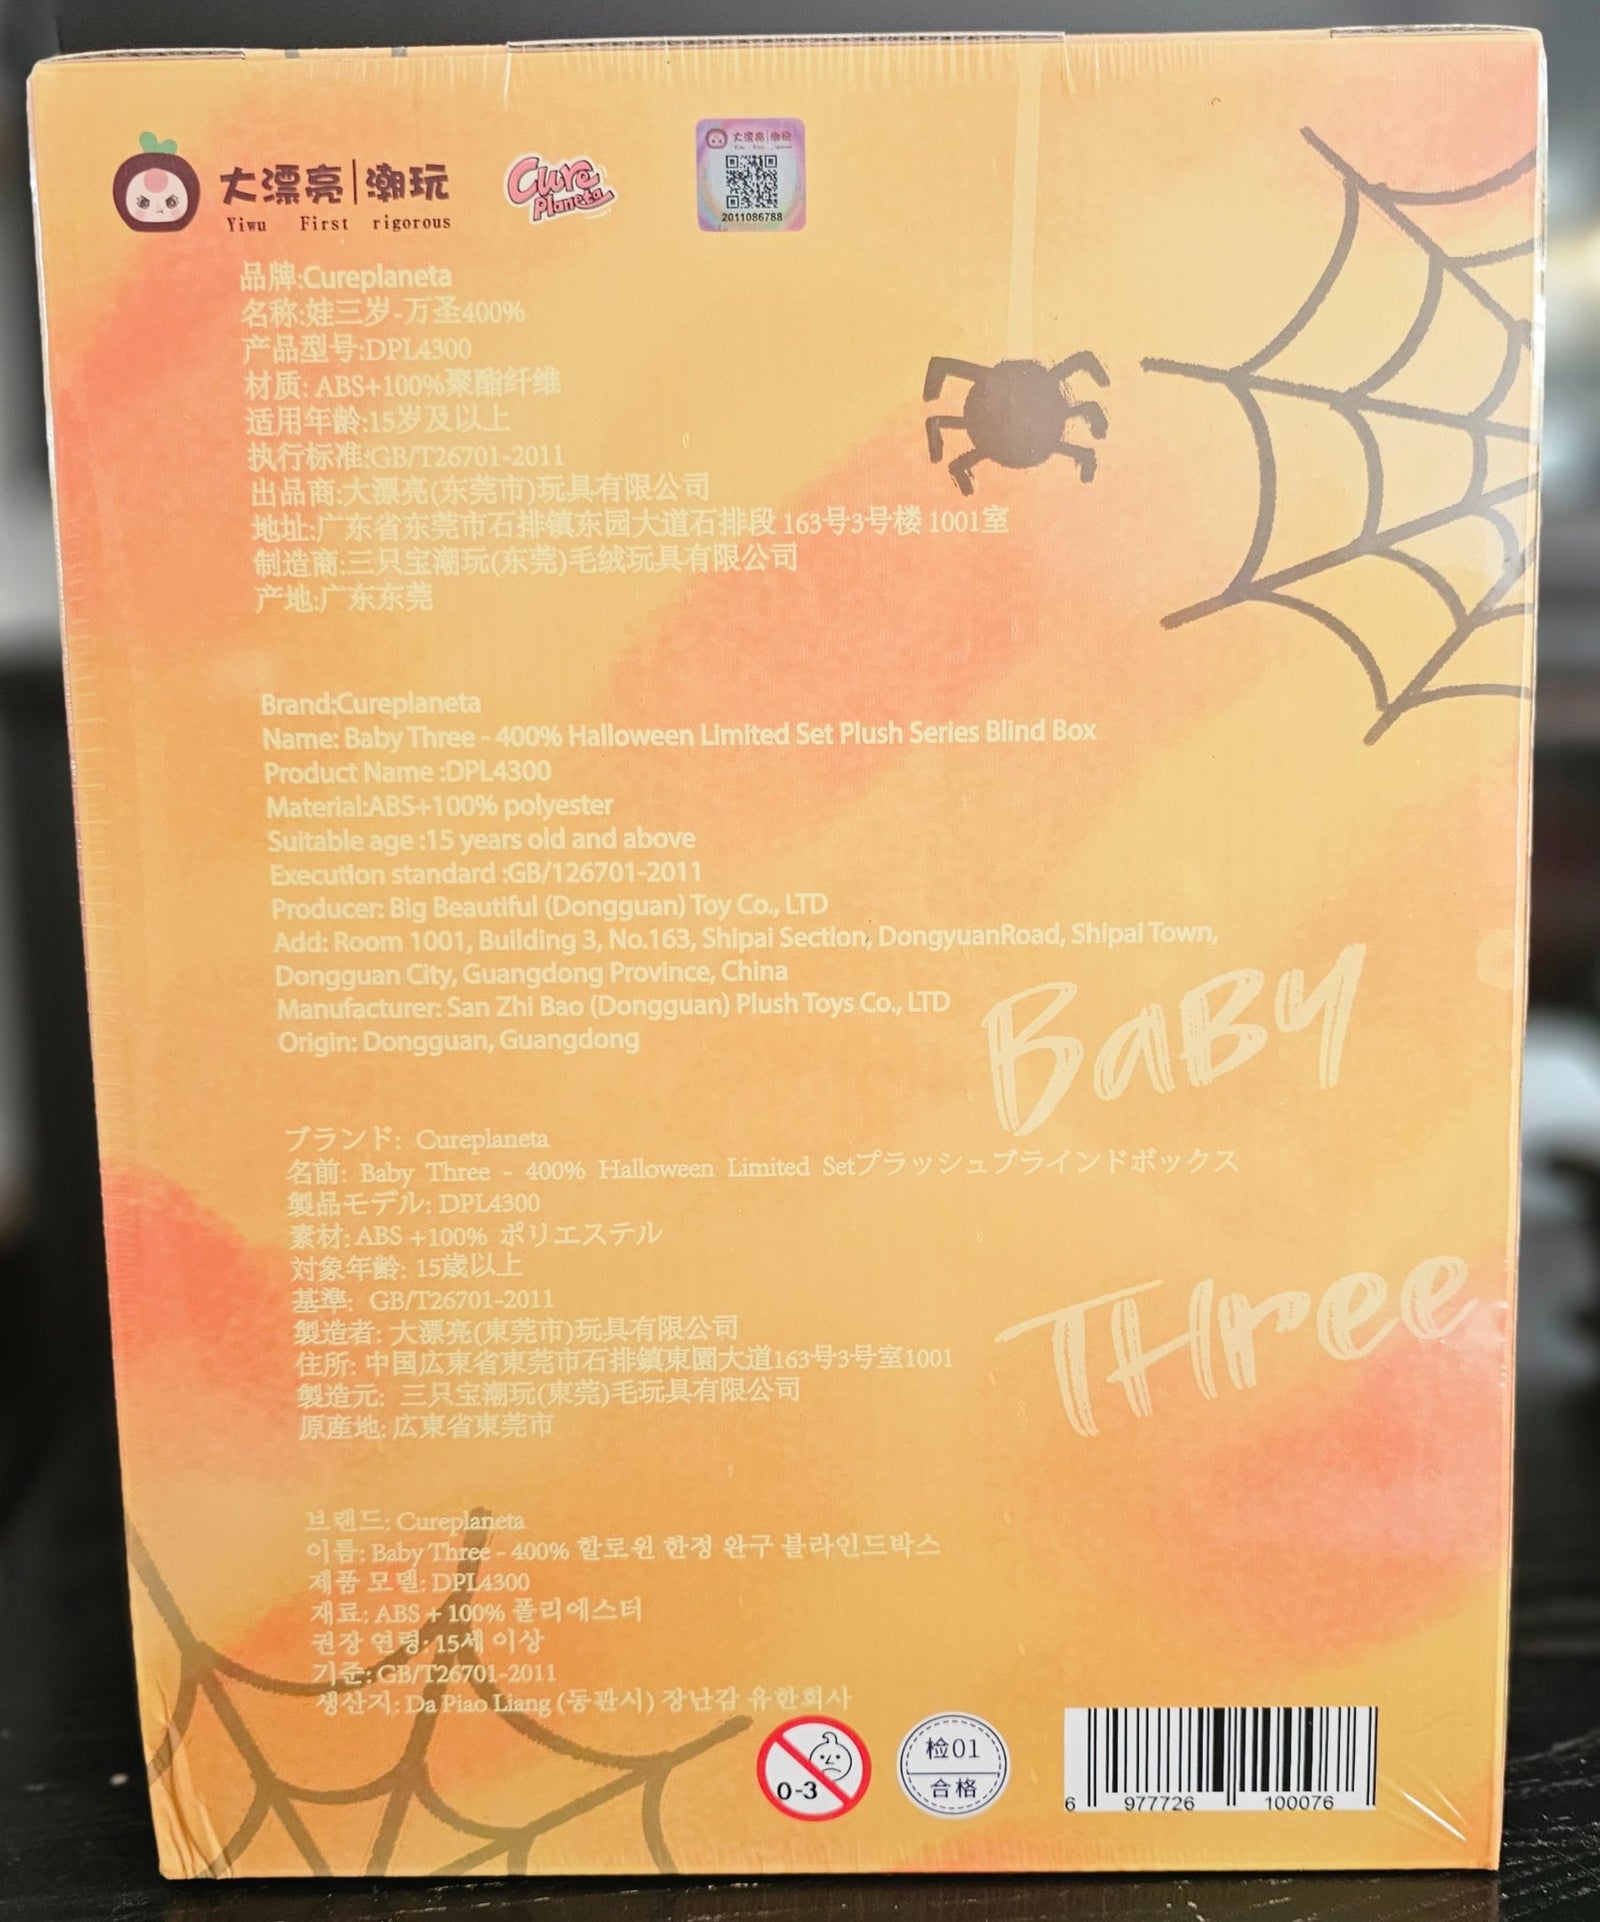 大漂亮|潮玩
Yiwu First rigorous
Cure Planeta
大漂亮|潮玩
2011086788
品牌:Cureplaneta
名称:娃三岁-万圣400%
产品型号:DPL4300
材质: ABS+100%聚酯纤维
适用年龄:15岁及以上
执行标准:GB/T26701-2011
出品商:大漂亮(东莞市)玩具有限公司
地址:广东省东莞市石排镇东园大道石排段 163号3号楼 1001室
制造商:三只宝潮玩(东莞)毛绒玩具有限公司
产地:广东东莞
Brand:Cureplaneta
Name: Baby Three - 400% Halloween Limited Set Plush Series Blind Box
Product Name :DPL4300
Material:ABS+100% polyester
Suitable age :15 years old and above
Execution standard :GB/126701-2011
Producer: Big Beautiful (Dongguan) Toy Co., LTD
Add: Room 1001, Building 3, No.163, Shipai Section, DongyuanRoad, Shipai Town,
Dongguan City, Guangdong Province, China
Manufacturer: San Zhi Bao (Dongguan) Plush Toys Co., LTD
Origin: Dongguan, Guangdong
BaBy
THree
ブランド: Cureplaneta
名前: Baby Three - 400% Halloween Limited Setプラッシュブラインドボックス
製品モデル: DPL4300
素材: ABS +100% ポリエステル
対象年齢: 15歳以上
基準: GB/T26701-2011
製造者: 大漂亮(東莞市)玩具有限公司
住所: 中国広東省東莞市石排鎮東園大道163号3号室1001
製造元: 三只宝潮玩(東莞)毛玩具有限公司
原産地: 広東省東莞市
브랜드: Cureplaneta
이름: Baby Three - 400% 할로윈 한정 완구 블라인드박스
제품 모델: DPL4300
재료: ABS + 100% 폴리에스터
권장 연령: 15세 이상
기준: GB/T26701-2011
생산지: Da Piao Liang (동관시) 장난감 유한회사
0-3
检01
合格
6 977726 100076